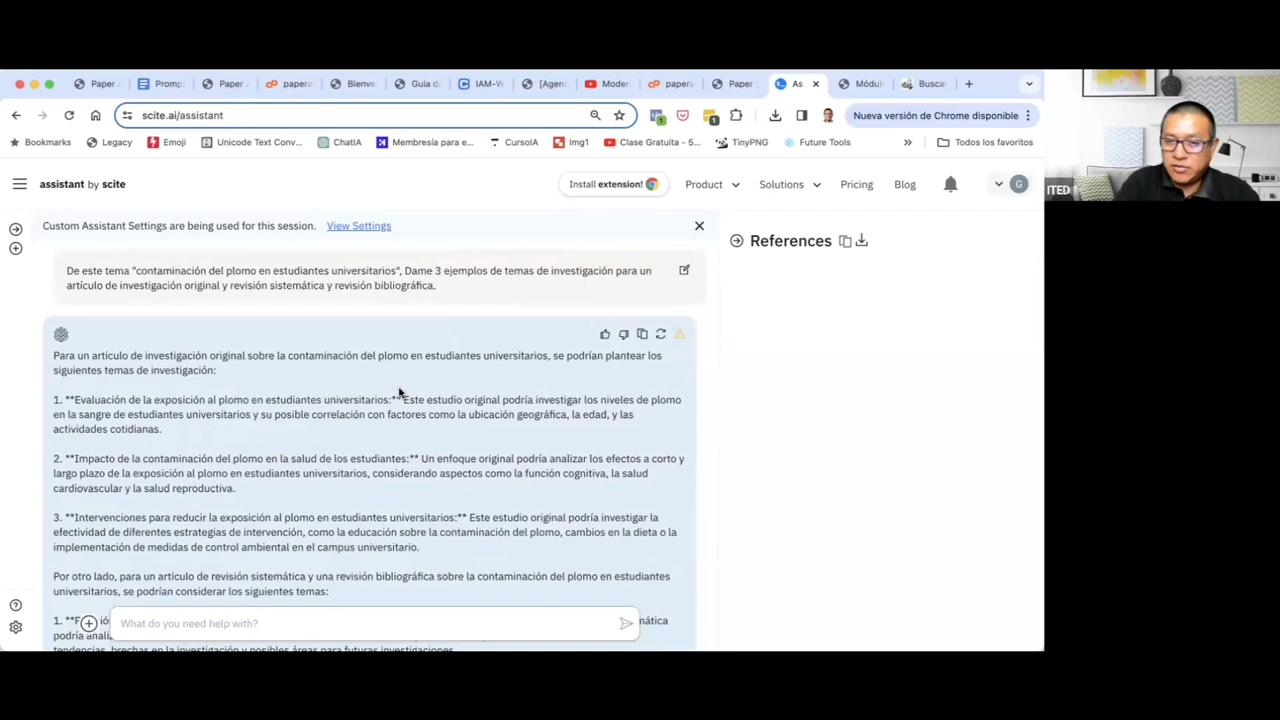 Paper
Promp
Paper
papera
Bienve
Guía d
IAM-W
[Agen
Moder
papera
Paper
As
Módul
Busca
scite.ai/assistant
Nueva versión de Chrome disponible
Bookmarks
Legacy
Emoji
Unicode Text Conv...
ChatIA
Membresía para e...
CursoIA
Img1
Clase Gratuita - 5...
TinyPNG
Future Tools
Todos los favoritos
assistant by scite
Install extension!
Product
Solutions
Pricing
Blog
G
ITED
Custom Assistant Settings are being used for this session. View Settings
References
De este tema "contaminación del plomo en estudiantes universitarios", Dame 3 ejemplos de temas de investigación para un
artículo de investigación original y revisión sistemática y revisión bibliográfica.
Para un artículo de investigación original sobre la contaminación del plomo en estudiantes universitarios, se podrían plantear los
siguientes temas de investigación:
1. **Evaluación de la exposición al plomo en estudiantes universitarios:** Este estudio original podría investigar los niveles de plomo
en la sangre de estudiantes universitarios y su posible correlación con factores como la ubicación geográfica, la edad, y las
actividades cotidianas.
2. **Impacto de la contaminación del plomo en la salud de los estudiantes:** Un enfoque original podría analizar los efectos a corto y
largo plazo de la exposición al plomo en estudiantes universitarios, considerando aspectos como la función cognitiva, la salud
cardiovascular y la salud reproductiva.
3. **Intervenciones para reducir la exposición al plomo en estudiantes universitarios:** Este estudio original podría investigar la
efectividad de diferentes estrategias de intervención, como la educación sobre la contaminación del plomo, cambios en la dieta o la
implementación de medidas de control ambiental en el campus universitario.
Por otro lado, para un artículo de revisión sistemática y una revisión bibliográfica sobre la contaminación del plomo en estudiantes
universitarios, se podrían considerar los siguientes temas:
What do you need help with?
tendencias, brechas en la investigación y posibles áreas para futuras investigaciones.